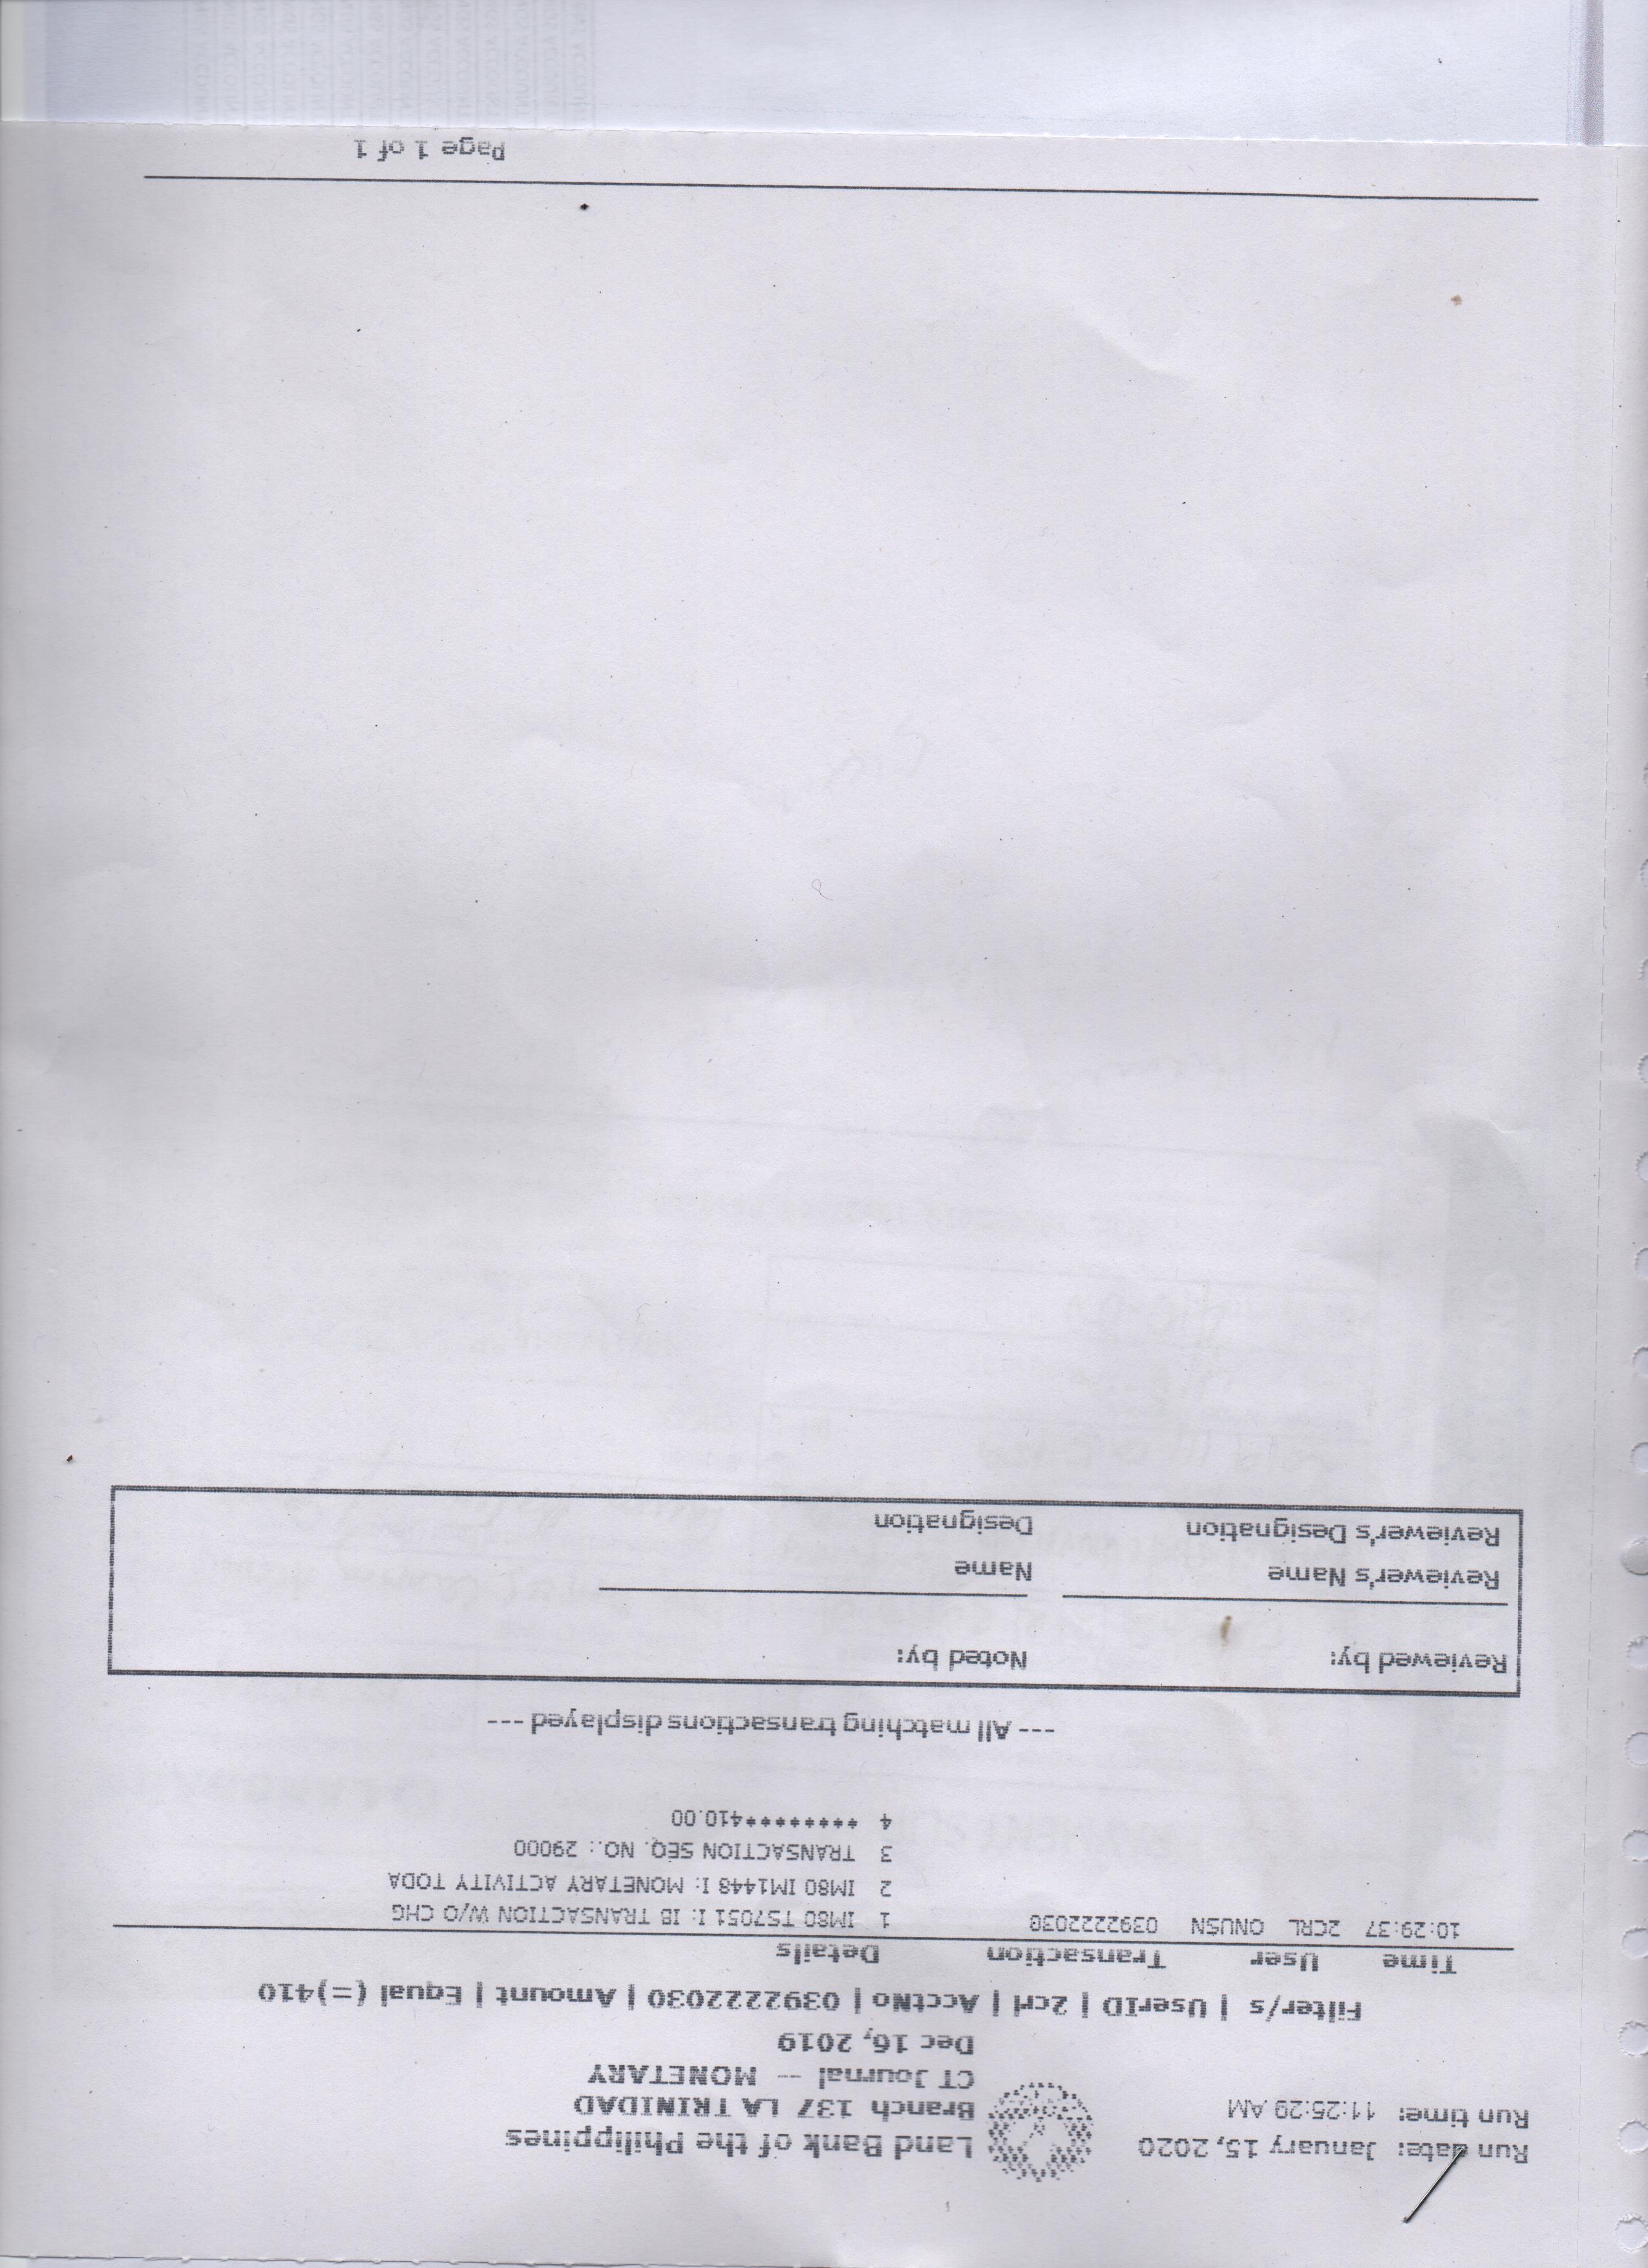 Run date: January 15, 2020
Run time: 11:25:29 AM
Land Bank of the Philippines
Branch 137 LA TRINIDAD
CT Journal -- MONETARY
Dec 16, 2019
Filter/s | UserID | 2crl | AcctNo | 0392222030 | Amount | Equal (=)410
Time User Transaction Details
10:29:37 2CRL ONUSN 0392222030 1 IM80 TS7051 I: IB TRANSACTION W/O CHG
2 IM80 IM1448 I: MONETARY ACTIVITY TODA
3 TRANSACTION SEQ. NO.: 29000
4 ********410.00
--- All matching transactions displayed ---
Reviewed by: Noted by:
Reviewer's Name Name
Reviewer's Designation Designation
Page 1 of 1